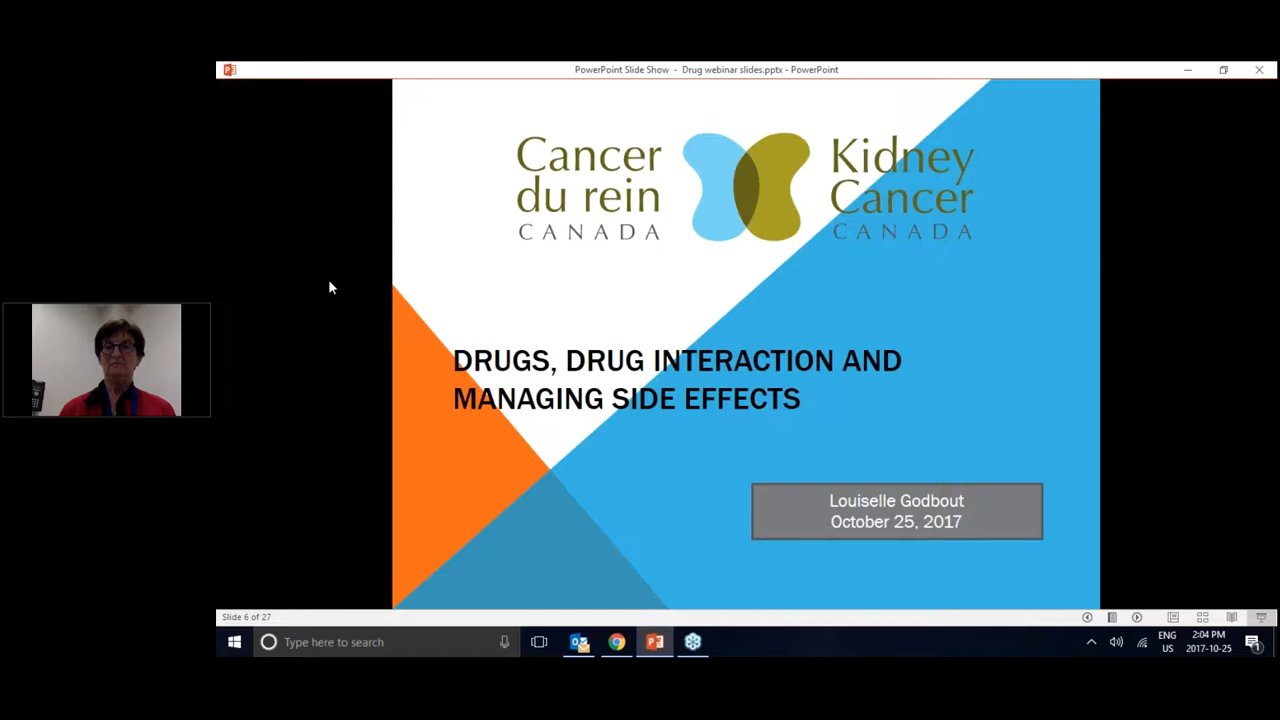 PowerPoint Slide Show - Drug webinar slides.pptx - PowerPoint
Cancer
du rein
CANADA
Kidney
Cancer
CANADA
DRUGS, DRUG INTERACTION AND
MANAGING SIDE EFFECTS
Louiselle Godbout
October 25, 2017
Slide 6 of 27
Type here to search
ENG
US
2:04 PM
2017-10-25
1